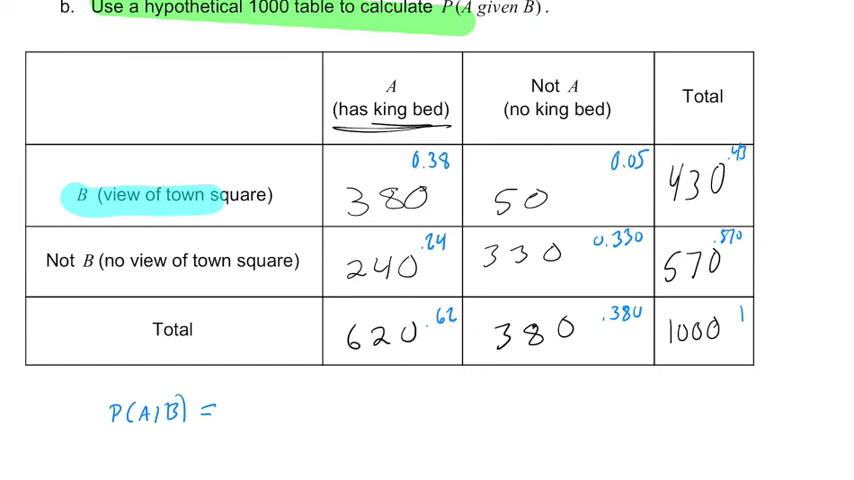 b. Use a hypothetical 1000 table to calculate P(A given B).
A
(has king bed)
Not A
(no king bed)
Total
B (view of town square)
380 0.38
50 0.05
430 .43
Not B (no view of town square)
240 .24
330 0.330
570 .570
Total
620 .62
380 .380
1000 1
P(A|B) =